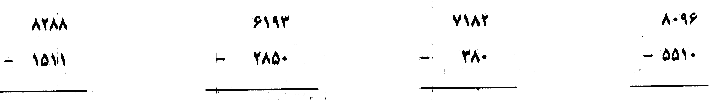 ۸۲۸۸ ۶۱۹۳ ۷۱۸۲ ۸۰۹۶
- ۱۵۱۱ - ۲۸۵۰ - ۳۸۰ - ۵۵۱۰